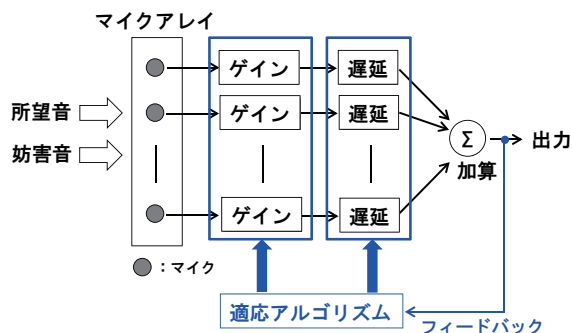 マイクアレイ
ゲイン
遅延
所望音
ゲイン
遅延
Σ
出力
妨害音
加算
ゲイン
遅延
：マイク
適応アルゴリズム
フィードバック